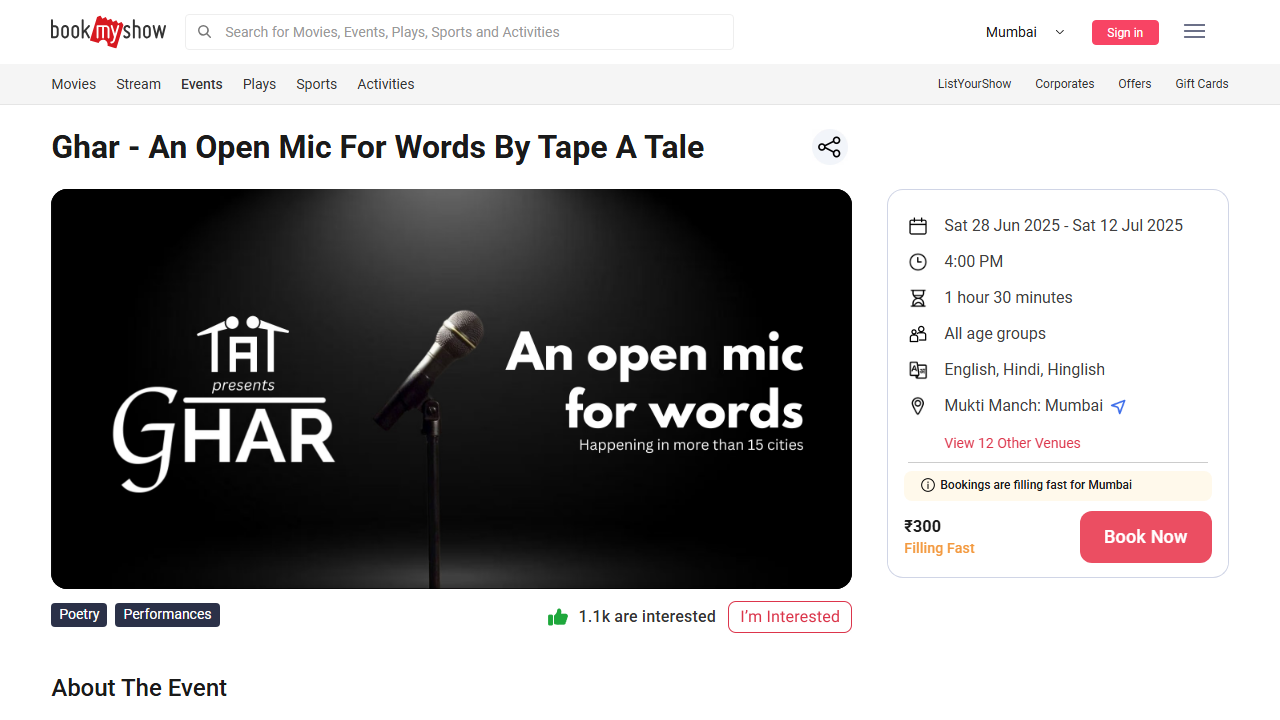 bookmyshow
Search for Movies, Events, Plays, Sports and Activities
Mumbai
Sign in
Movies Stream Events Plays Sports Activities
ListYourShow Corporates Offers Gift Cards
Ghar - An Open Mic For Words By Tape A Tale
TAT
presents
GHAR
An open mic
for words
Happening in more than 15 cities
Sat 28 Jun 2025 - Sat 12 Jul 2025
4:00 PM
1 hour 30 minutes
All age groups
English, Hindi, Hinglish
Mukti Manch: Mumbai
View 12 Other Venues
Bookings are filling fast for Mumbai
₹300
Filling Fast
Book Now
Poetry Performances
1.1k are interested
I’m Interested
About The Event